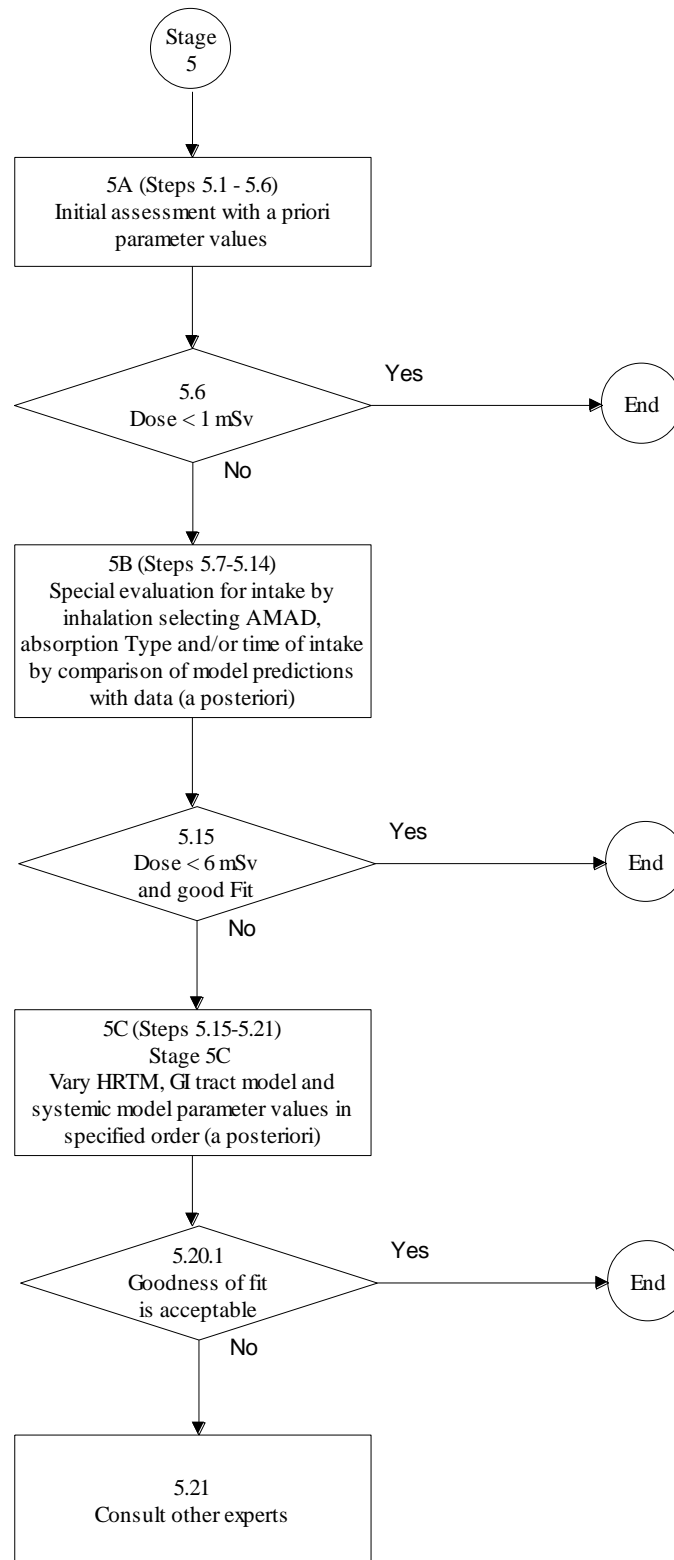 Stage
5
5A (Steps 5.1 - 5.6)
Initial assessment with a priori
parameter values
5.6
Dose < 1 mSv
Yes
End
No
5B (Steps 5.7-5.14)
Special evaluation for intake by
inhalation selecting AMAD,
absorption Type and/or time of intake
by comparison of model predictions
with data (a posteriori)
5.15
Dose < 6 mSv
and good Fit
Yes
End
No
5C (Steps 5.15-5.21)
Stage 5C
Vary HRTM, GI tract model and
systemic model parameter values in
specified order (a posteriori)
5.20.1
Goodness of fit
is acceptable
Yes
End
No
5.21
Consult other experts